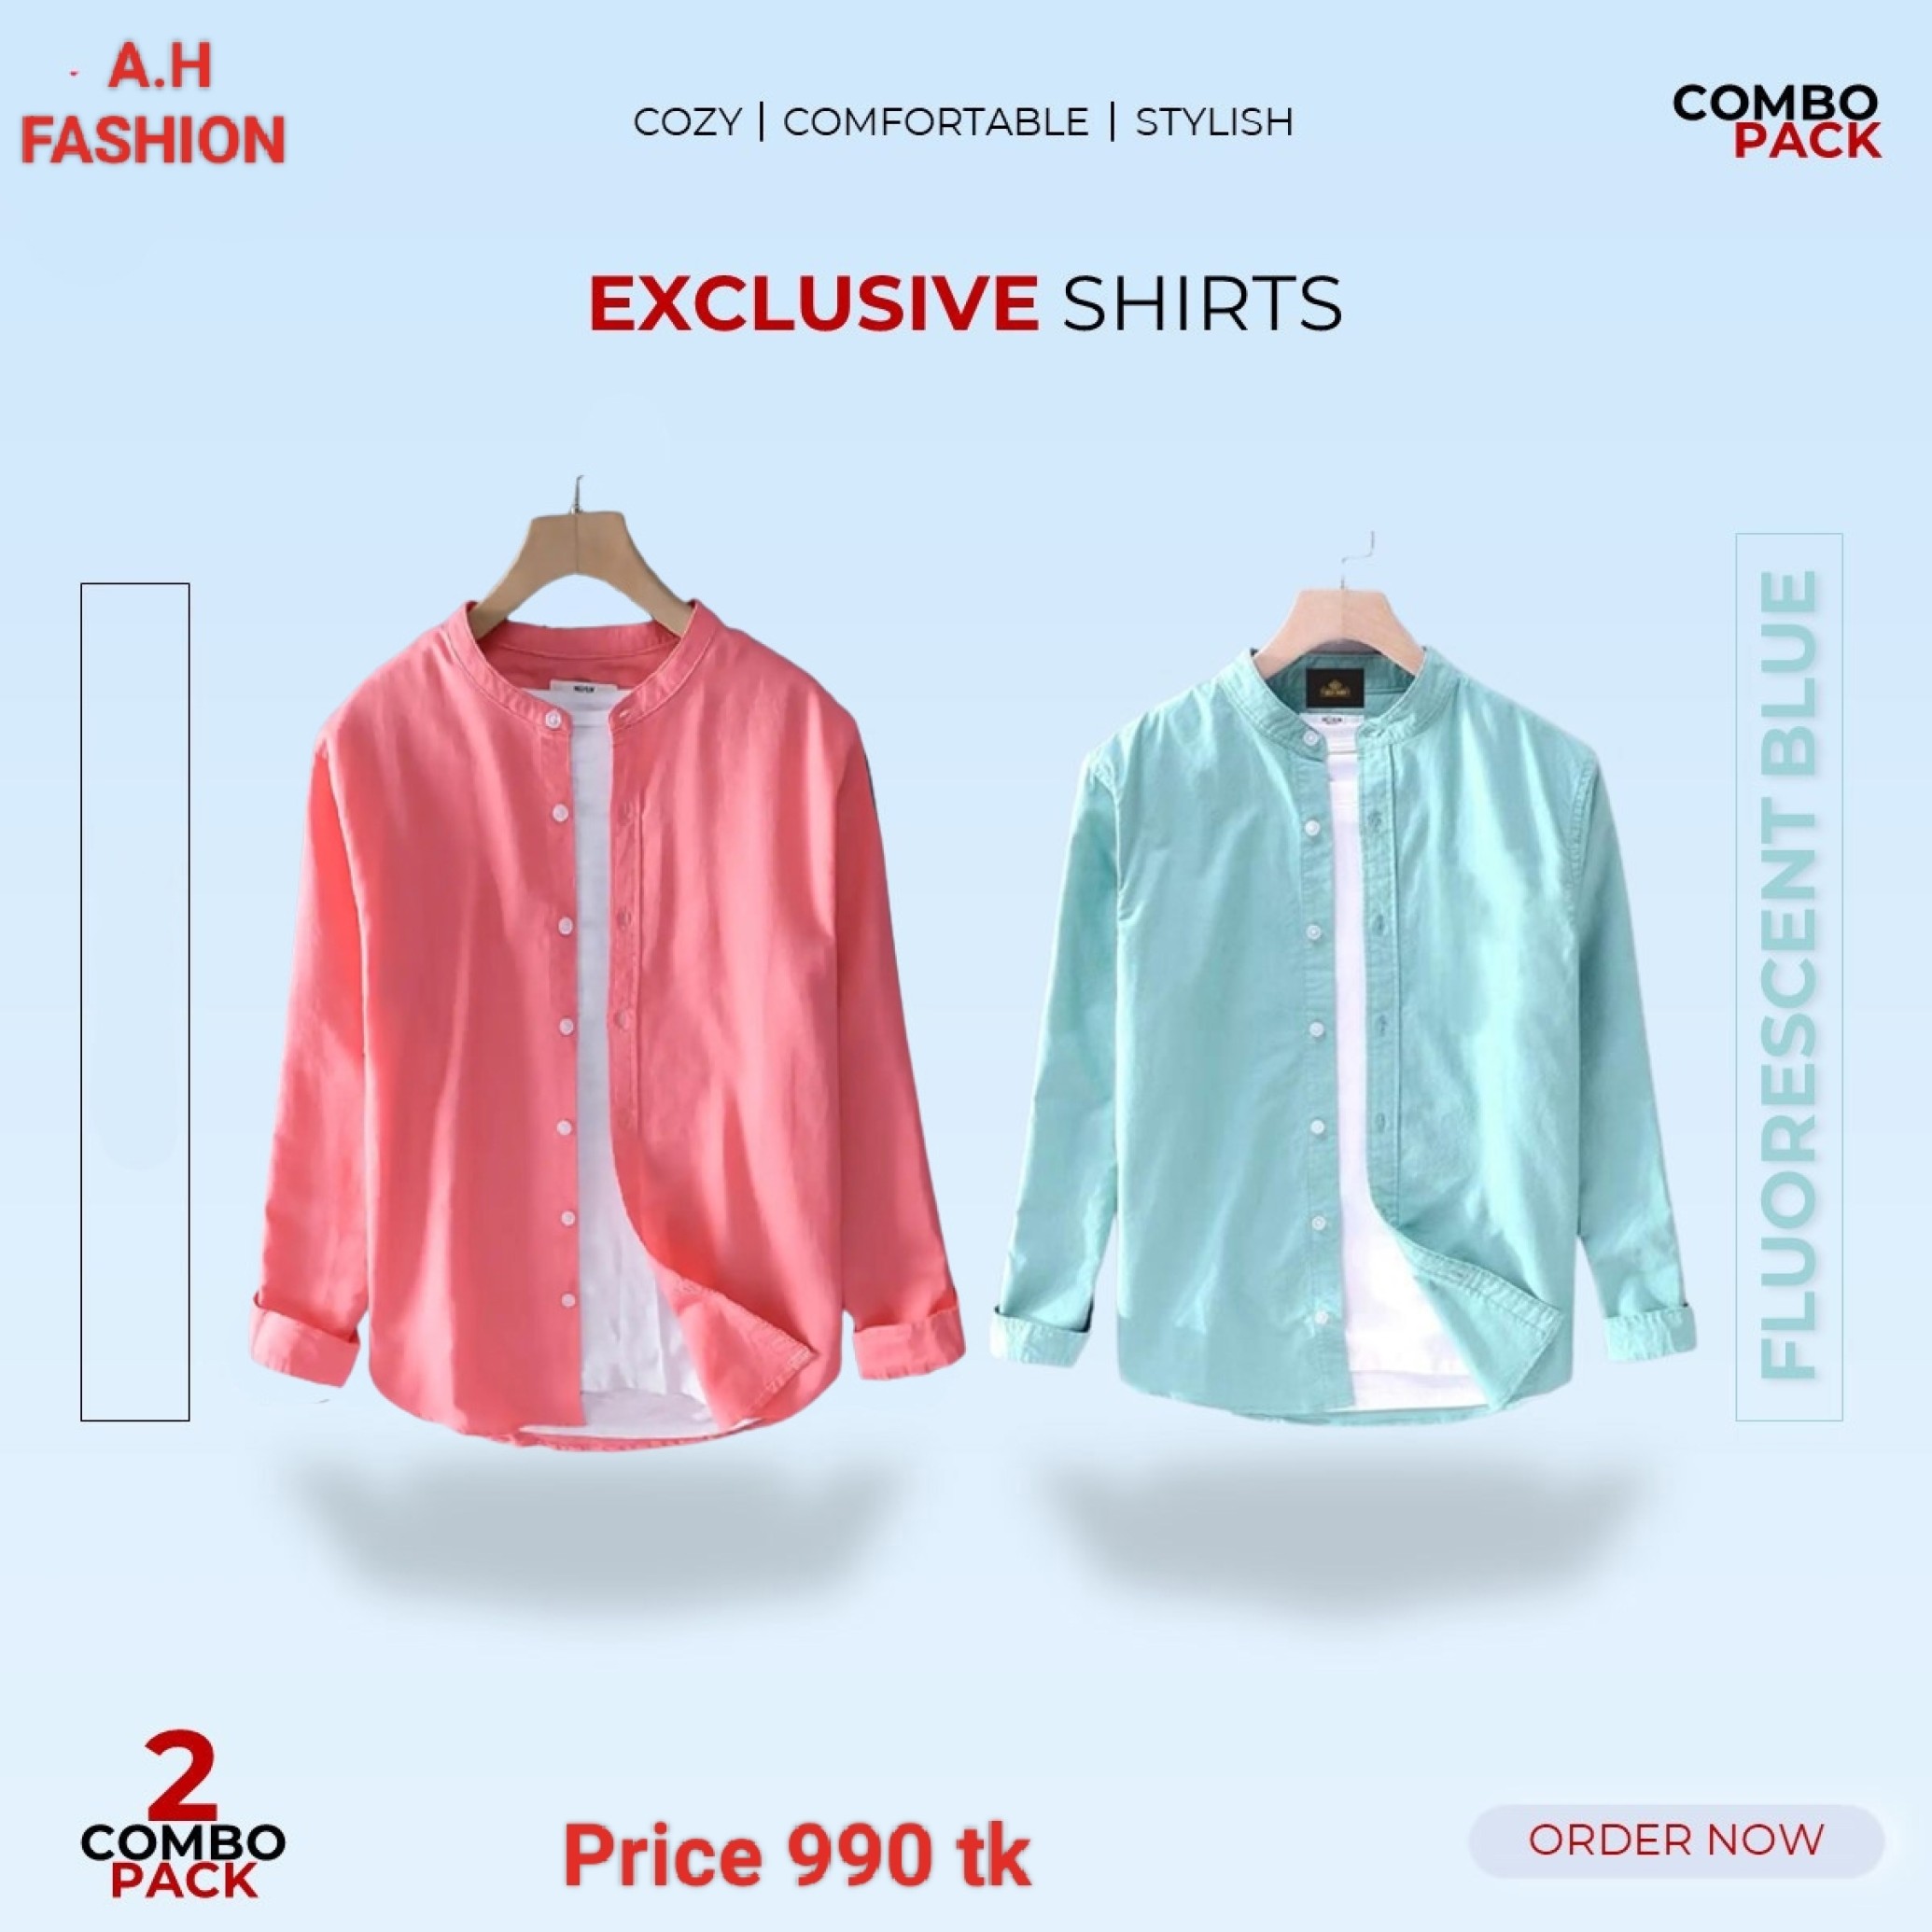 A.H
FASHION
COZY | COMFORTABLE | STYLISH
COMBO
PACK
EXCLUSIVE SHIRTS
FLUORESCENT BLUE
2
COMBO
PACK
Price 990 tk
ORDER NOW